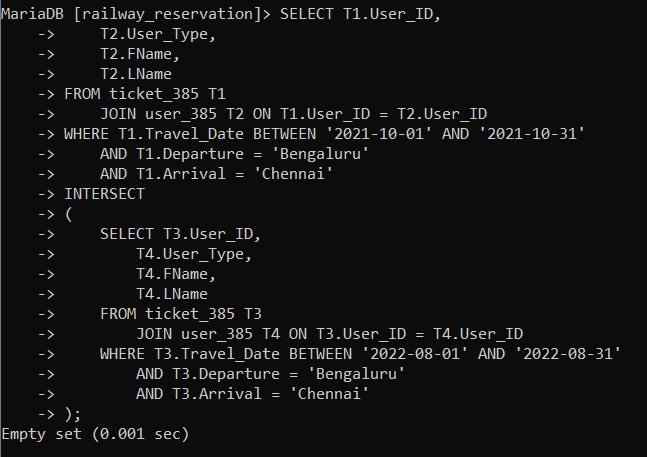 MariaDB [railway_reservation]> SELECT T1.User_ID,
    ->     T2.User_Type,
    ->     T2.FName,
    ->     T2.LName
    -> FROM ticket_385 T1
    ->     JOIN user_385 T2 ON T1.User_ID = T2.User_ID
    -> WHERE T1.Travel_Date BETWEEN '2021-10-01' AND '2021-10-31'
    ->     AND T1.Departure = 'Bengaluru'
    ->     AND T1.Arrival = 'Chennai'
    -> INTERSECT
    -> (
    ->     SELECT T3.User_ID,
    ->         T4.User_Type,
    ->         T4.FName,
    ->         T4.LName
    ->     FROM ticket_385 T3
    ->         JOIN user_385 T4 ON T3.User_ID = T4.User_ID
    ->     WHERE T3.Travel_Date BETWEEN '2022-08-01' AND '2022-08-31'
    ->         AND T3.Departure = 'Bengaluru'
    ->         AND T3.Arrival = 'Chennai'
    -> );
Empty set (0.001 sec)